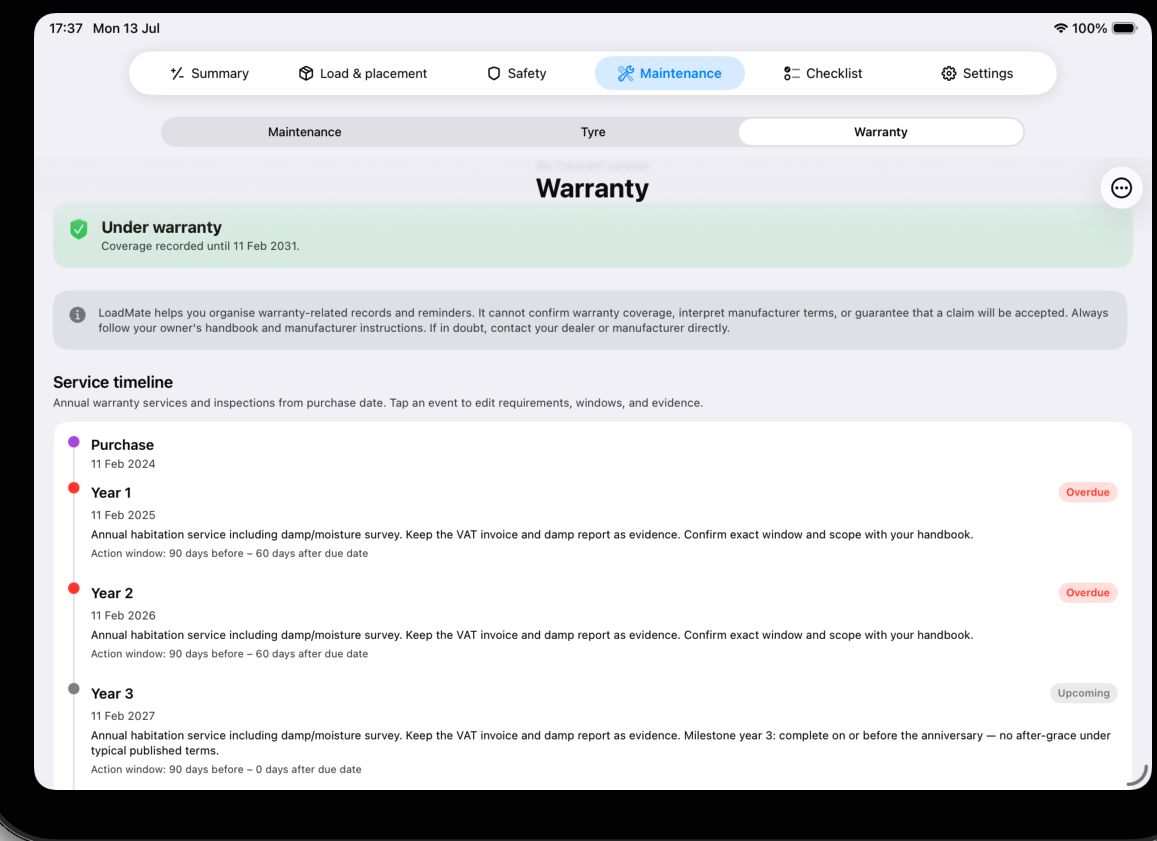 17:37 Mon 13 Jul
100%
Summary
Load & placement
Safety
Maintenance
Checklist
Settings
Maintenance
Tyre
Warranty
Warranty
Under warranty
Coverage recorded until 11 Feb 2031.
LoadMate helps you organise warranty-related records and reminders. It cannot confirm warranty coverage, interpret manufacturer terms, or guarantee that a claim will be accepted. Always
follow your owner's handbook and manufacturer instructions. If in doubt, contact your dealer or manufacturer directly.
Service timeline
Annual warranty services and inspections from purchase date. Tap an event to edit requirements, windows, and evidence.
Purchase
11 Feb 2024
Year 1
Overdue
11 Feb 2025
Annual habitation service including damp/moisture survey. Keep the VAT invoice and damp report as evidence. Confirm exact window and scope with your handbook.
Action window: 90 days before – 60 days after due date
Year 2
Overdue
11 Feb 2026
Annual habitation service including damp/moisture survey. Keep the VAT invoice and damp report as evidence. Confirm exact window and scope with your handbook.
Action window: 90 days before – 60 days after due date
Year 3
Upcoming
11 Feb 2027
Annual habitation service including damp/moisture survey. Keep the VAT invoice and damp report as evidence. Milestone year 3: complete on or before the anniversary — no after-grace under
typical published terms.
Action window: 90 days before – 0 days after due date